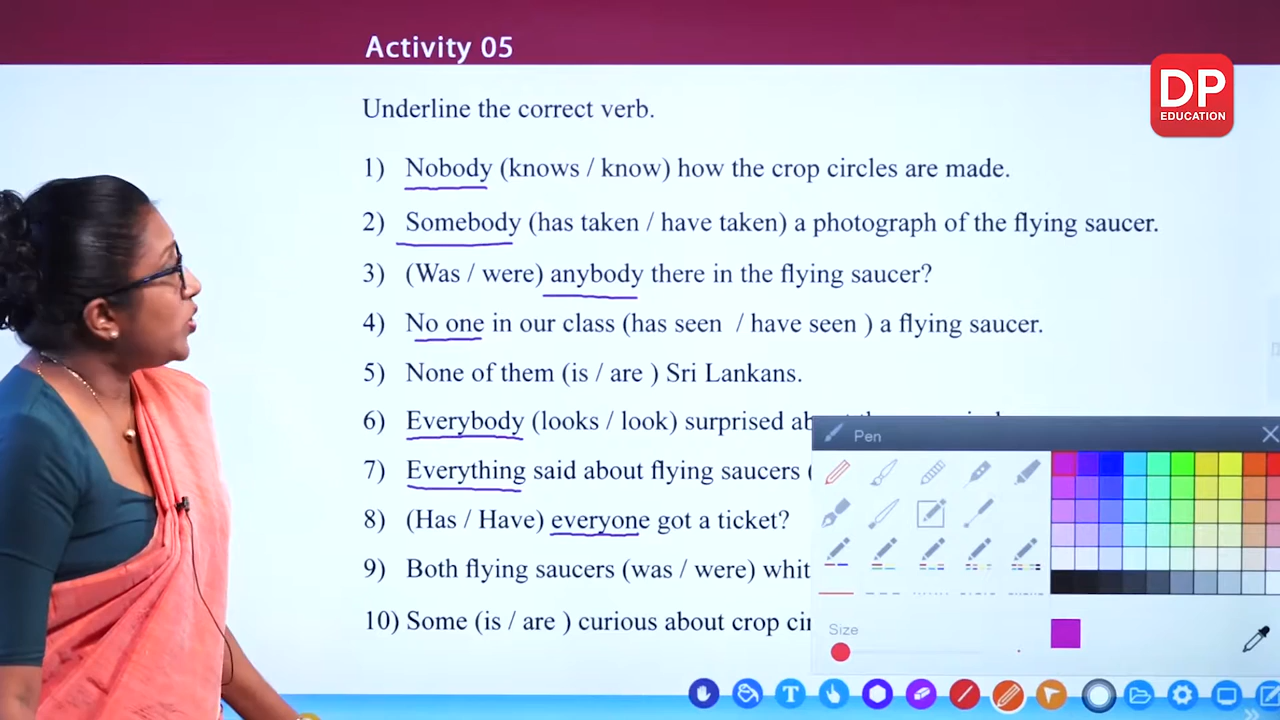 Activity 05
DP
EDUCATION
Underline the correct verb.
1) Nobody (knows / know) how the crop circles are made.
2) Somebody (has taken / have taken) a photograph of the flying saucer.
3) (Was / were) anybody there in the flying saucer?
4) No one in our class (has seen / have seen ) a flying saucer.
5) None of them (is / are ) Sri Lankans.
6) Everybody (looks / look) surprised
7) Everything said about flying saucers (
8) (Has / Have) everyone got a ticket?
9) Both flying saucers (was / were) whit
10) Some (is / are ) curious about crop cir
Pen
Size